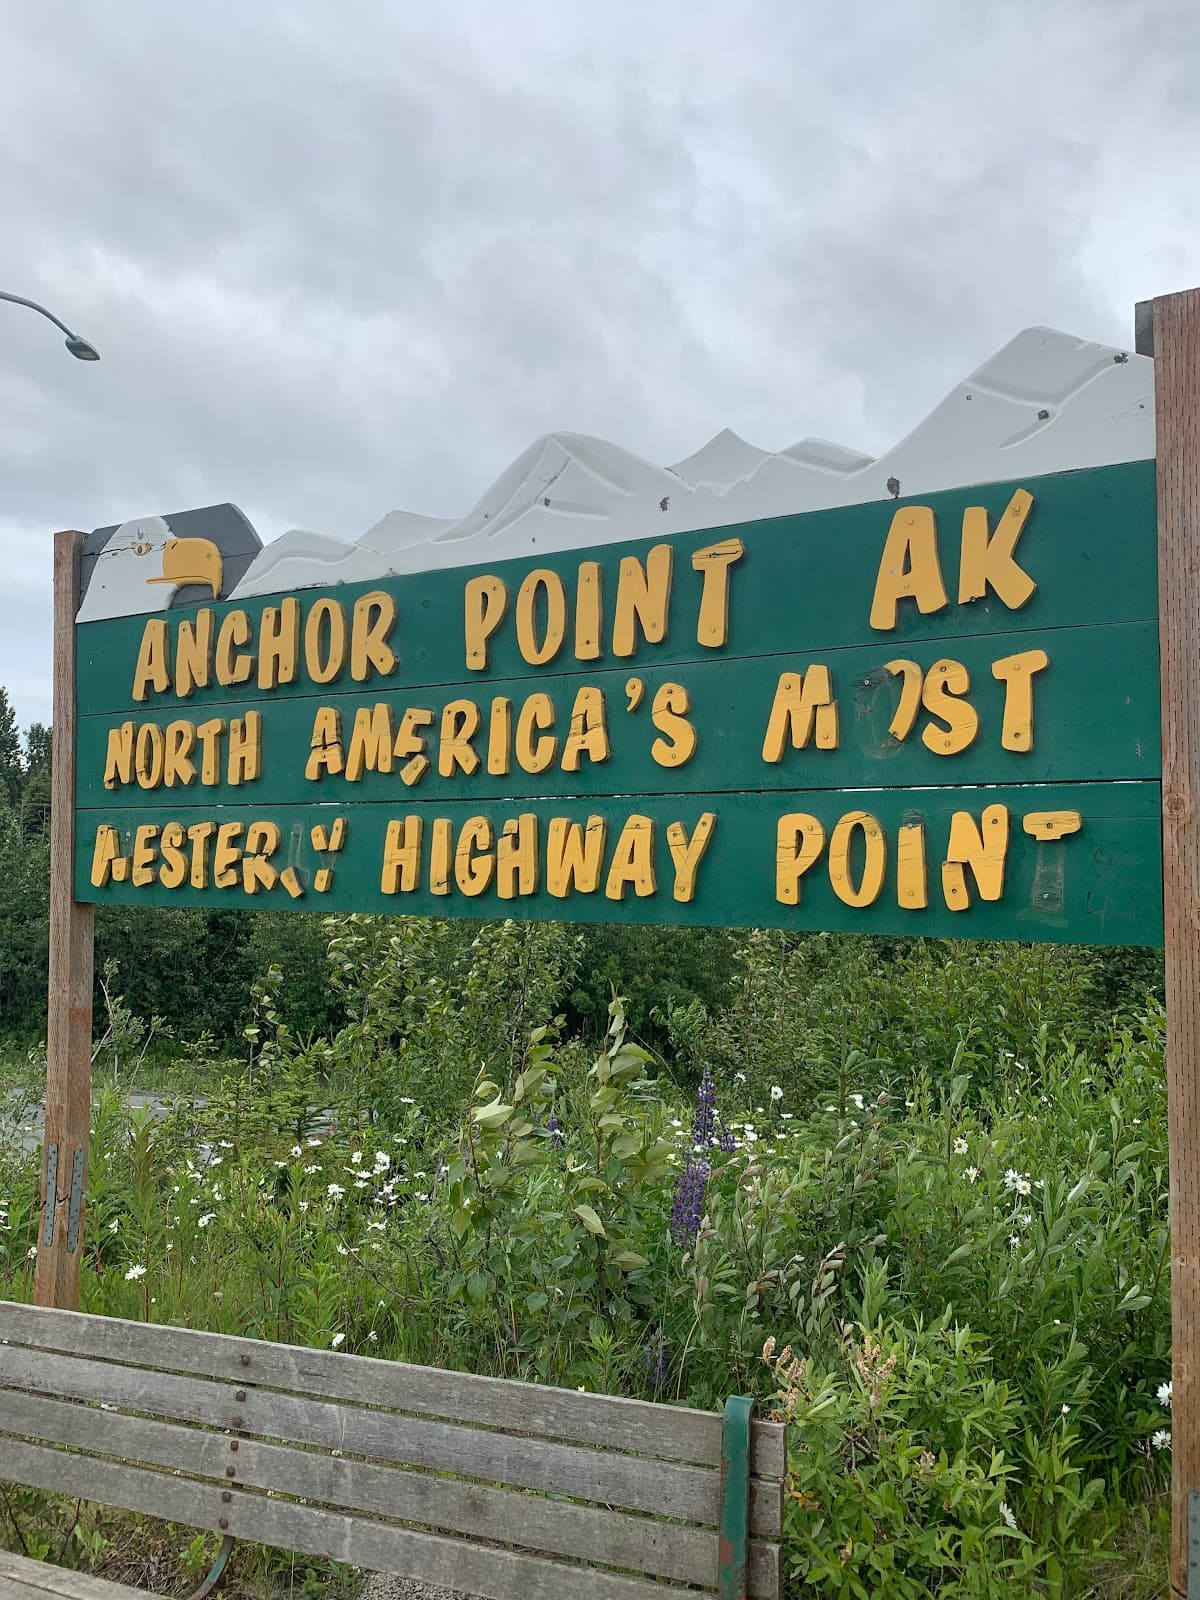 ANCHOR POINT AK
NORTH AMERICA'S MOST
WESTERLY HIGHWAY POINT